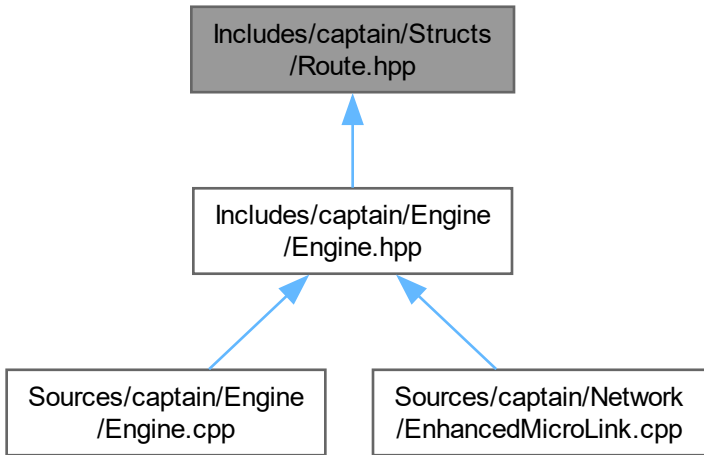 Includes/captain/Structs
/Route.hpp
Includes/captain/Engine
/Engine.hpp
Sources/captain/Engine
/Engine.cpp
Sources/captain/Network
/EnhancedMicroLink.cpp